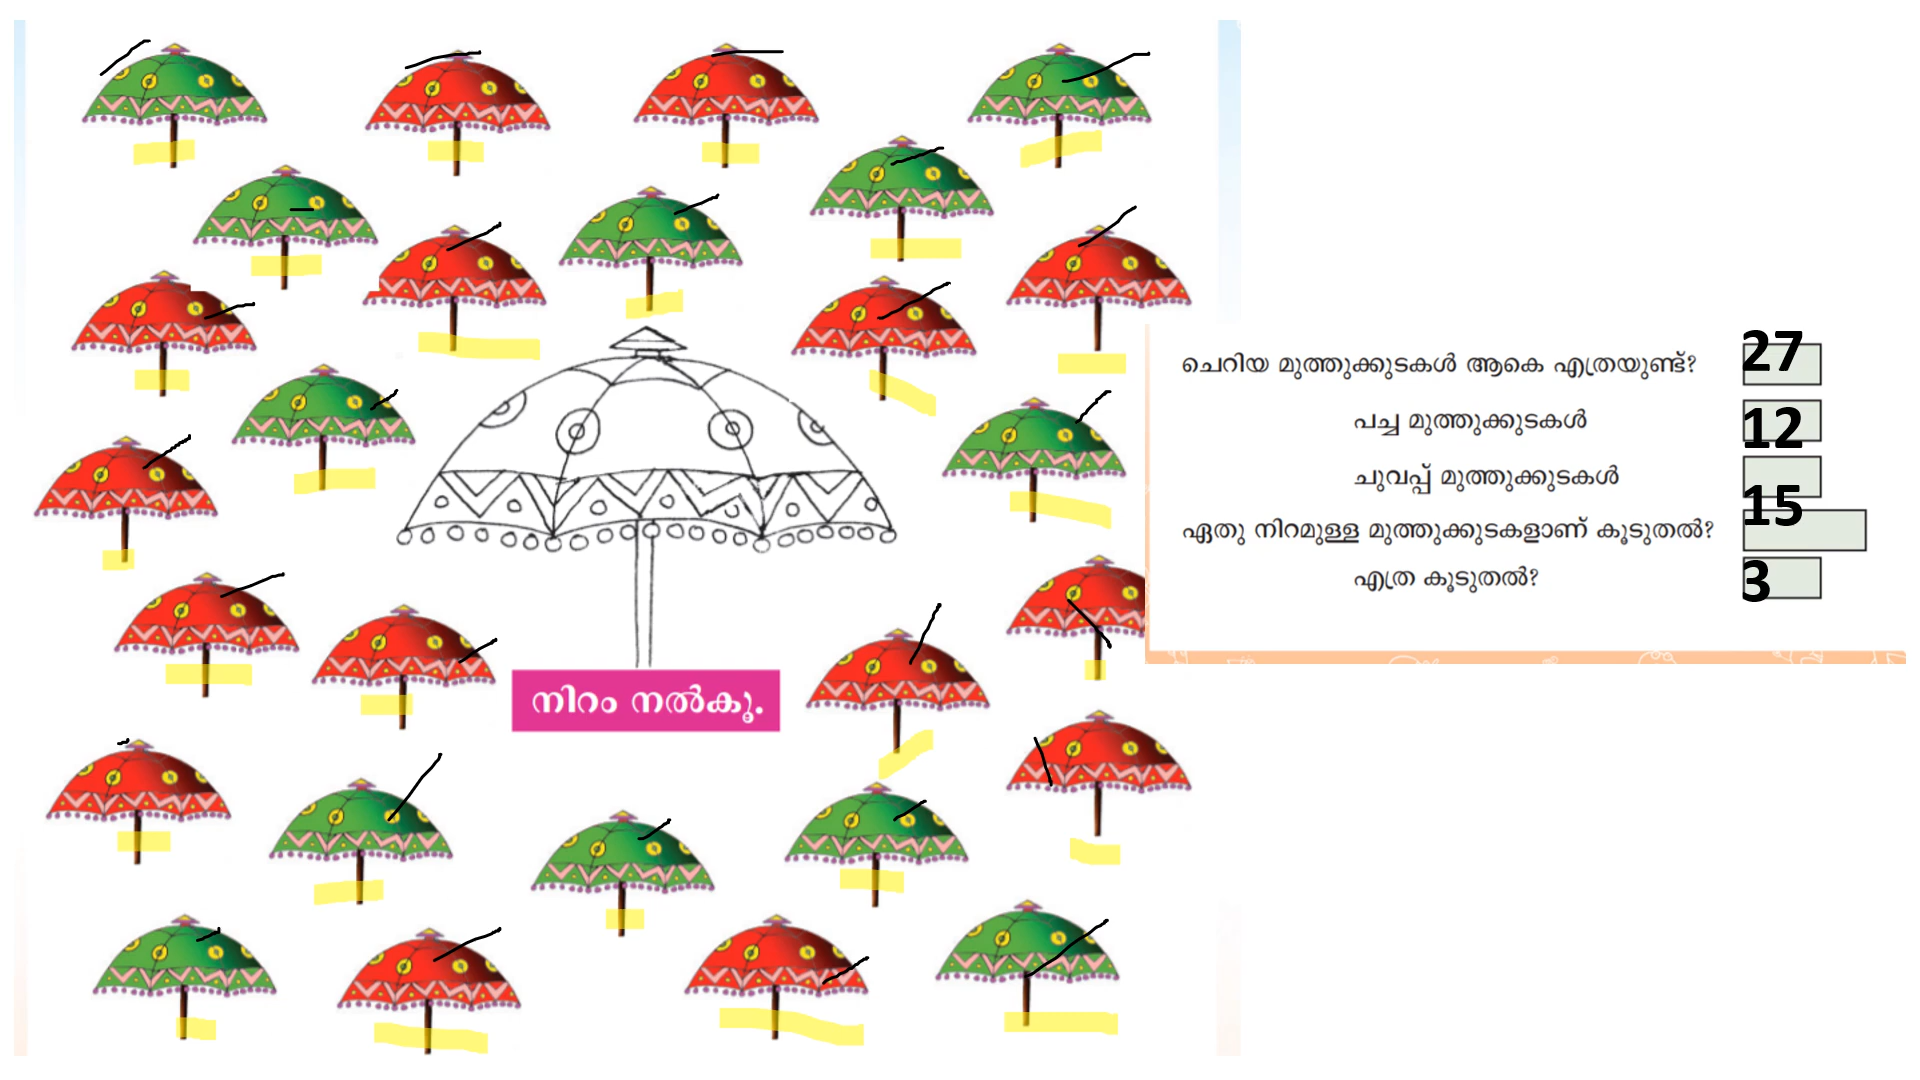 ചെറിയ മുത്തുക്കുടകൾ ആകെ എത്രയുണ്ട്? 27
പച്ച മുത്തുക്കുടകൾ 12
ചുവപ്പ് മുത്തുക്കുടകൾ
15
ഏതു നിറമുള്ള മുത്തുക്കുടകളാണ് കൂടുതൽ?
എത്ര കൂടുതൽ? 3
നിറം നൽകൂ.